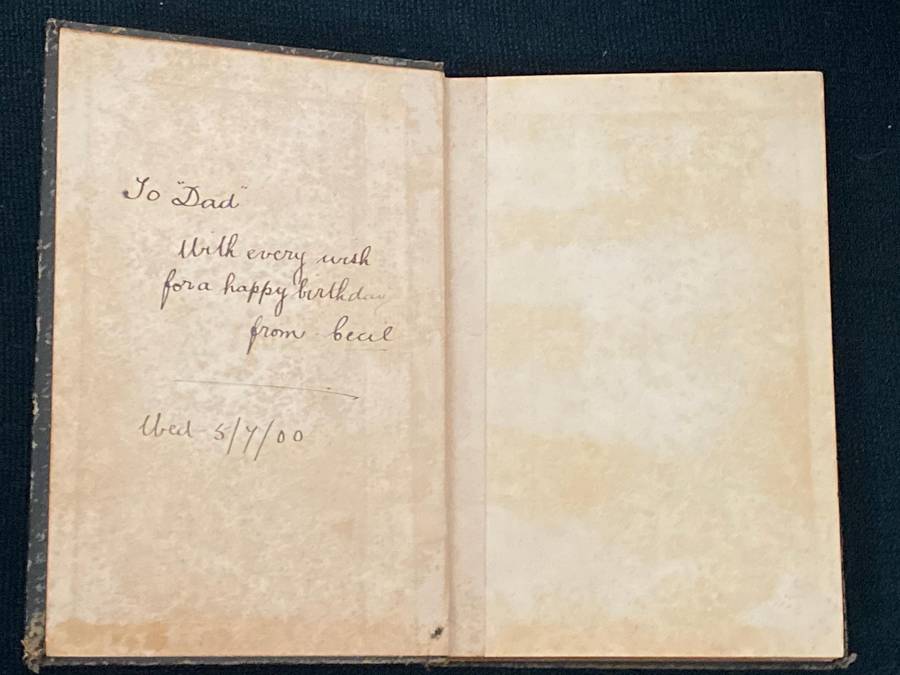 To "Dad"
With every wish
for a happy birthday
from Cecil
Wed 5/7/00